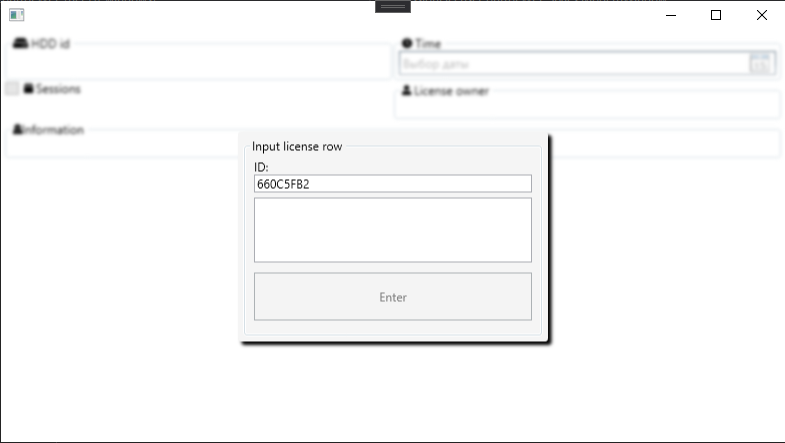 HDD id
Time
Выбор даты
Sessions
License owner
Information
Input license row
ID:
660C5FB2
Enter